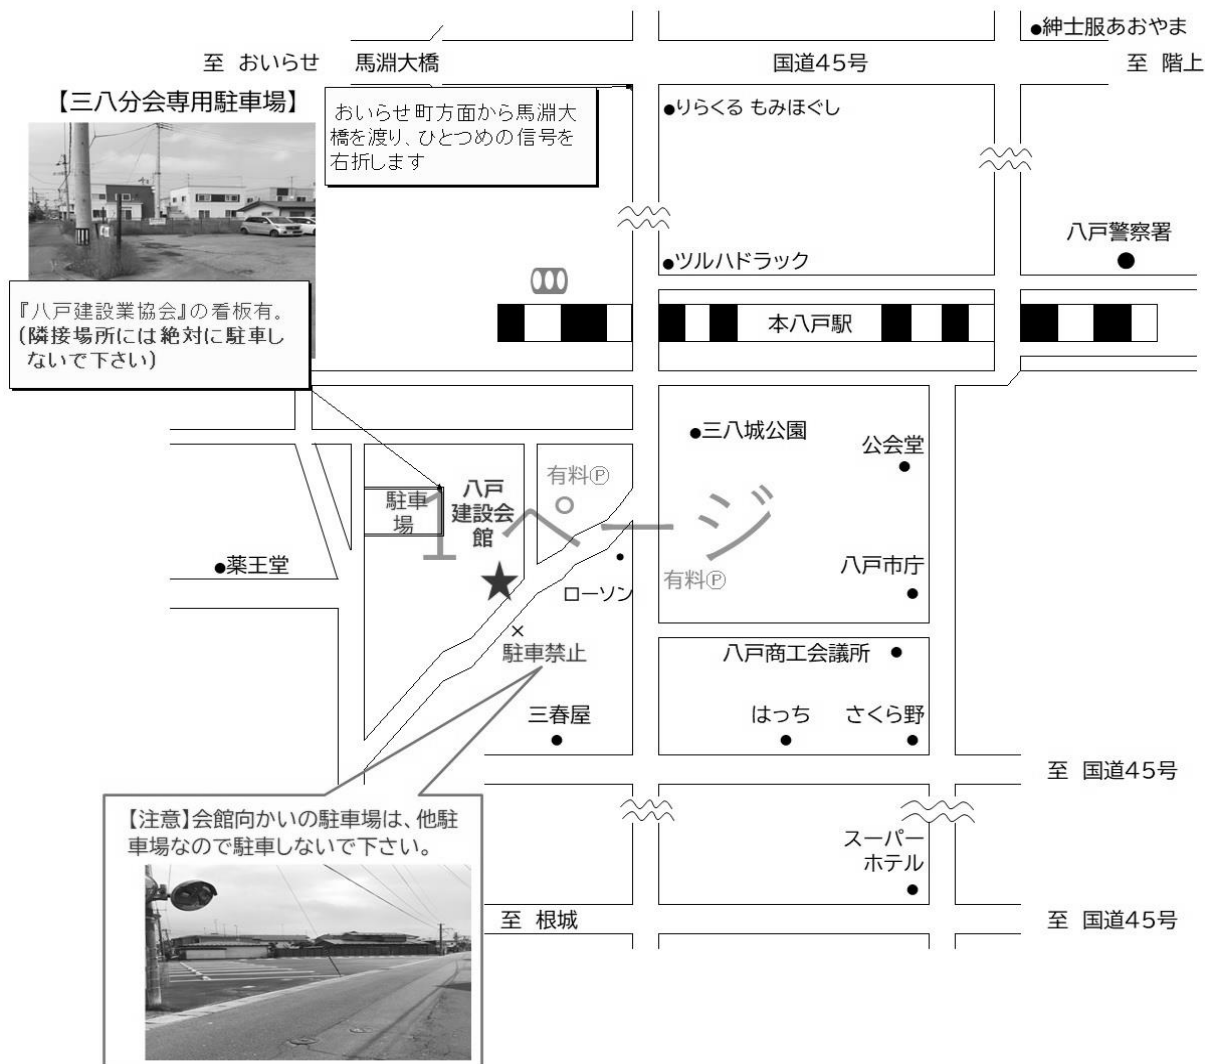 ●紳士服あおやま
至 おいらせ 馬淵大橋 国道45号 至 階上
【三八分会専用駐車場】
おいらせ町方面から馬淵大
橋を渡り、ひとつめの信号を
右折します
●りらくる もみほぐし
八戸警察署
●ツルハドラック
『八戸建設業協会』の看板有。
(隣接場所には絶対に駐車し
ないで下さい)
本八戸駅
●三八城公園
公会堂
有料Ⓟ
八戸
建設会
館
駐車
場
1ページ
●薬王堂
ローソン
有料Ⓟ
八戸市庁
×
駐車禁止
八戸商工会議所
三春屋
はっち
さくら野
至 国道45号
【注意】会館向かいの駐車場は、他駐
車場なので駐車しないで下さい。
スーパー
ホテル
至 根城
至 国道45号